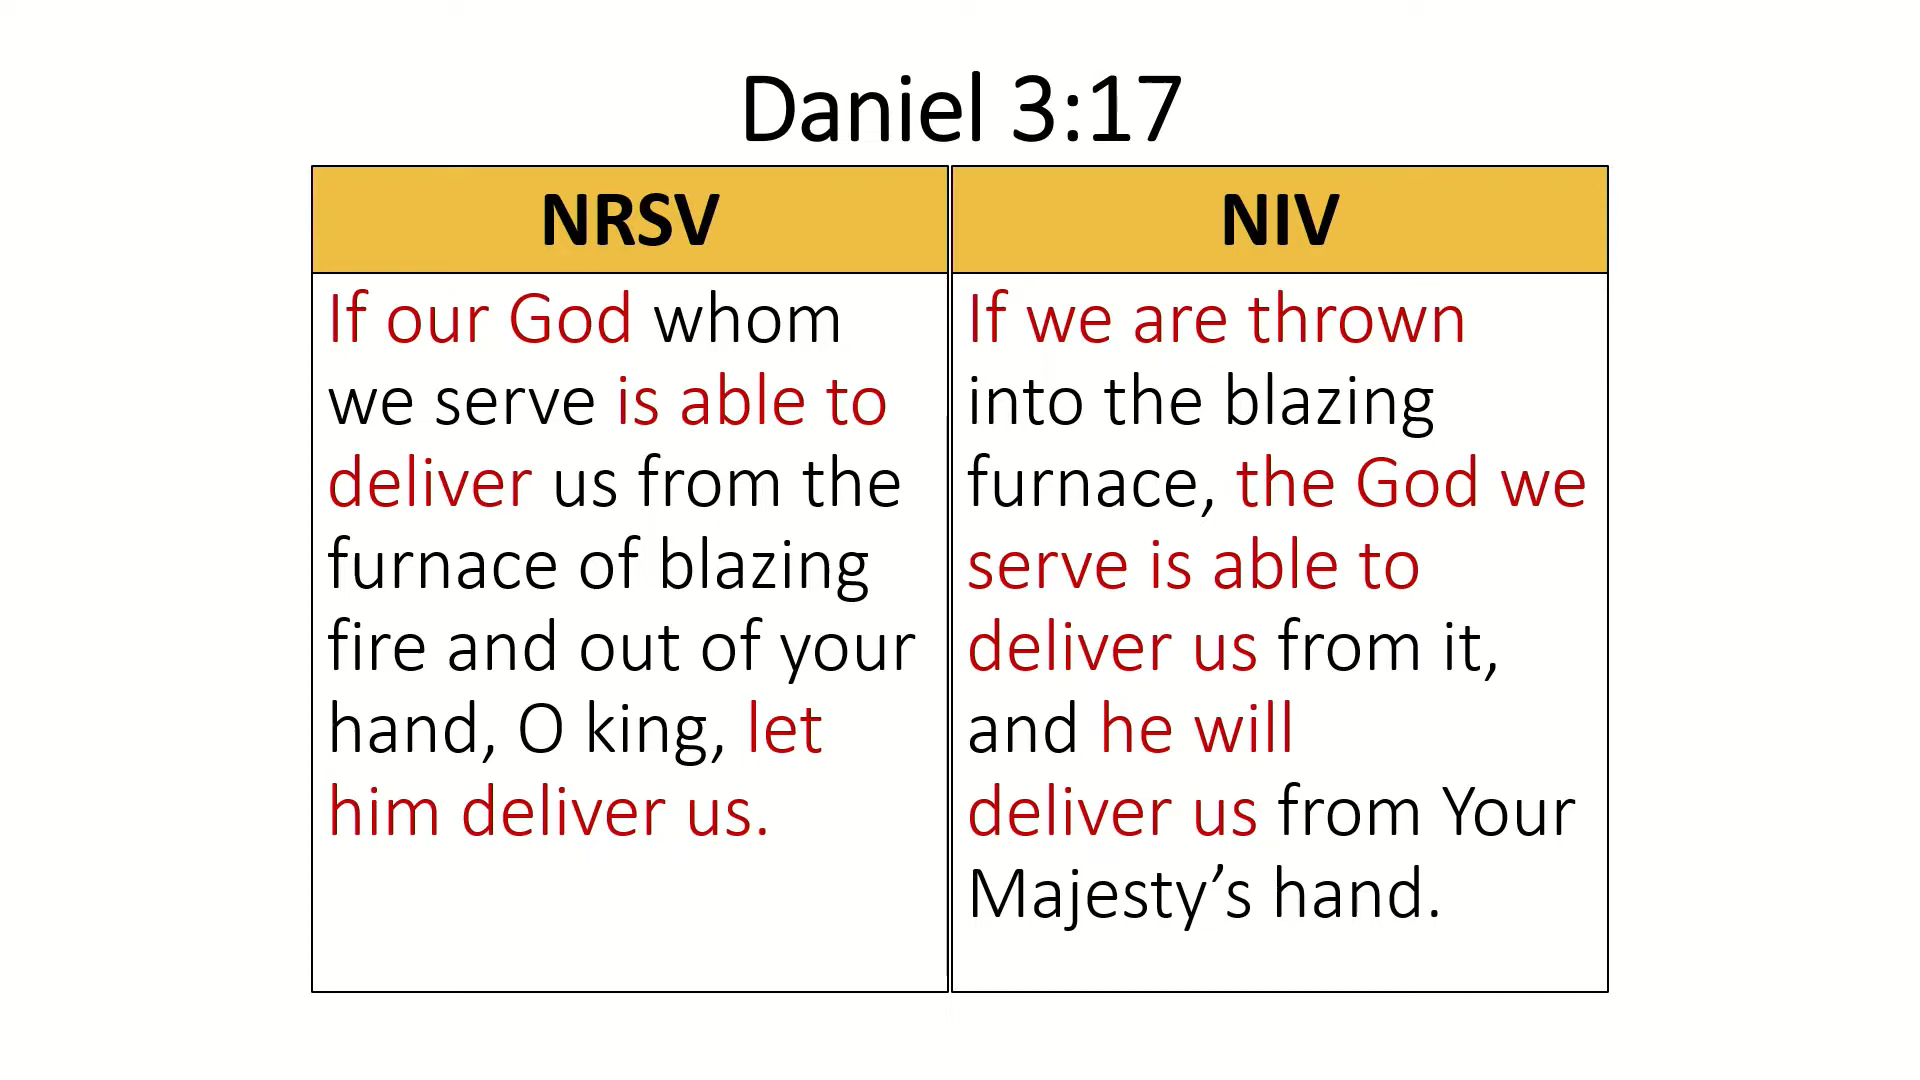 Daniel 3:17
NRSV
If our God whom
we serve is able to
deliver us from the
furnace of blazing
fire and out of your
hand, O king, let
him deliver us.
NIV
If we are thrown
into the blazing
furnace, the God we
serve is able to
deliver us from it,
and he will
deliver us from Your
Majesty’s hand.